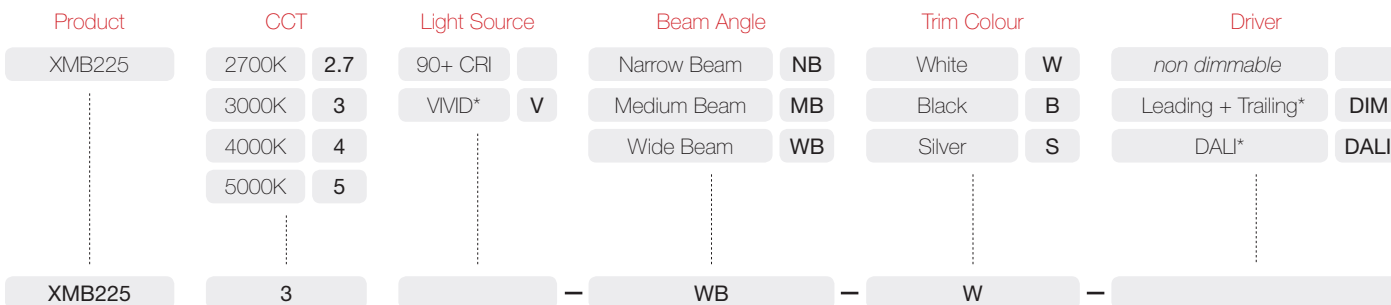 Product CCT Light Source Beam Angle Trim Colour Driver
XMB225 2700K 2.7 90+ CRI Narrow Beam NB White W non dimmable
3000K 3 VIVID* V Medium Beam MB Black B Leading + Trailing* DIM
4000K 4 Wide Beam WB Silver S DALI* DALI
5000K 5
XMB225 3 – WB – W –